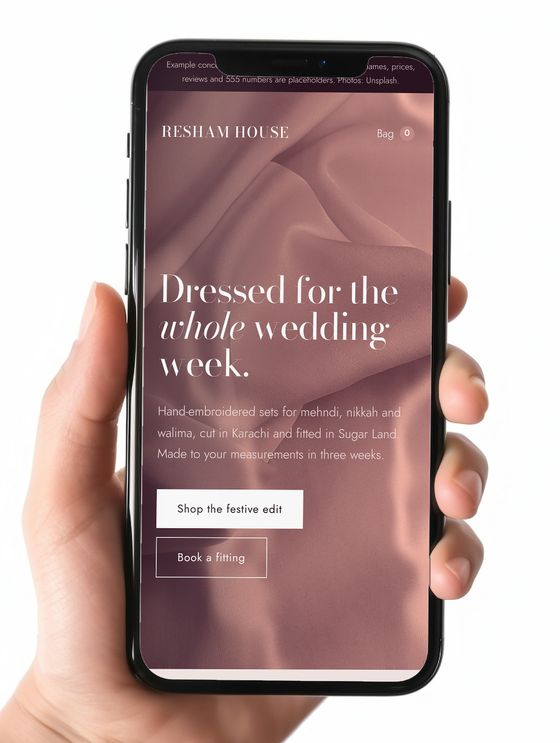 Example conc ames, prices,
reviews and 555 numbers are placeholders. Photos: Unsplash.
RESHAM HOUSE
Bag 0
Dressed for the
whole wedding
week.
Hand-embroidered sets for mehndi, nikkah and
walima, cut in Karachi and fitted in Sugar Land.
Made to your measurements in three weeks.
Shop the festive edit
Book a fitting